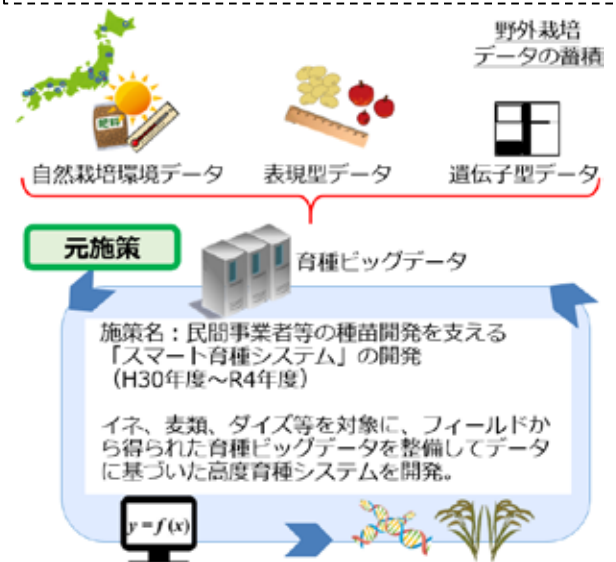 野外栽培
データの蓄積
肥料
自然栽培環境データ
表現型データ
遺伝子型データ
元施策
育種ビッグデータ
施策名：民間事業者等の種苗開発を支える
「スマート育種システム」の開発
（H30年度～R4年度）
イネ、麦類、ダイズ等を対象に、フィールドか
ら得られた育種ビッグデータを整備してデータ
に基づいた高度育種システムを開発。
y = f (x)